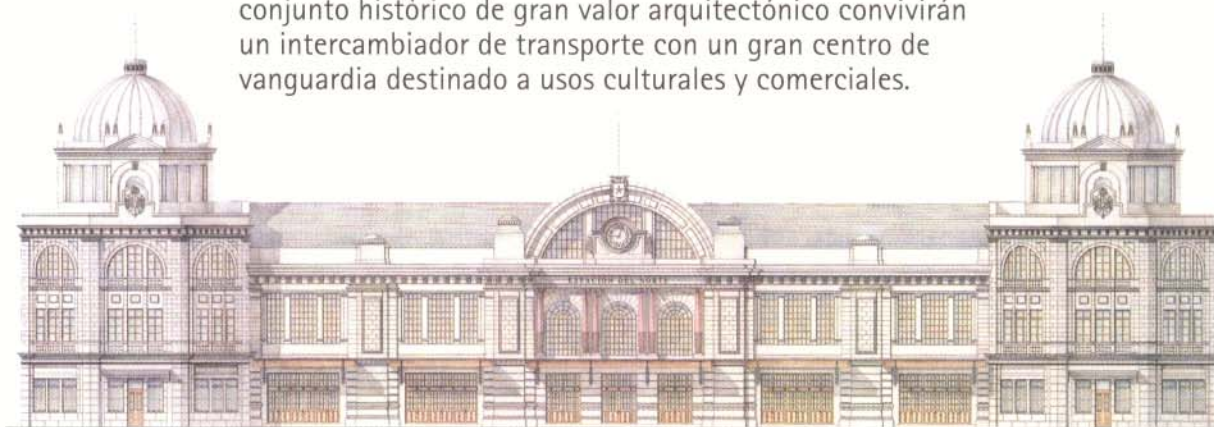 conjunto histórico de gran valor arquitectónico convivirán
un intercambiador de transporte con un gran centro de
vanguardia destinado a usos culturales y comerciales.